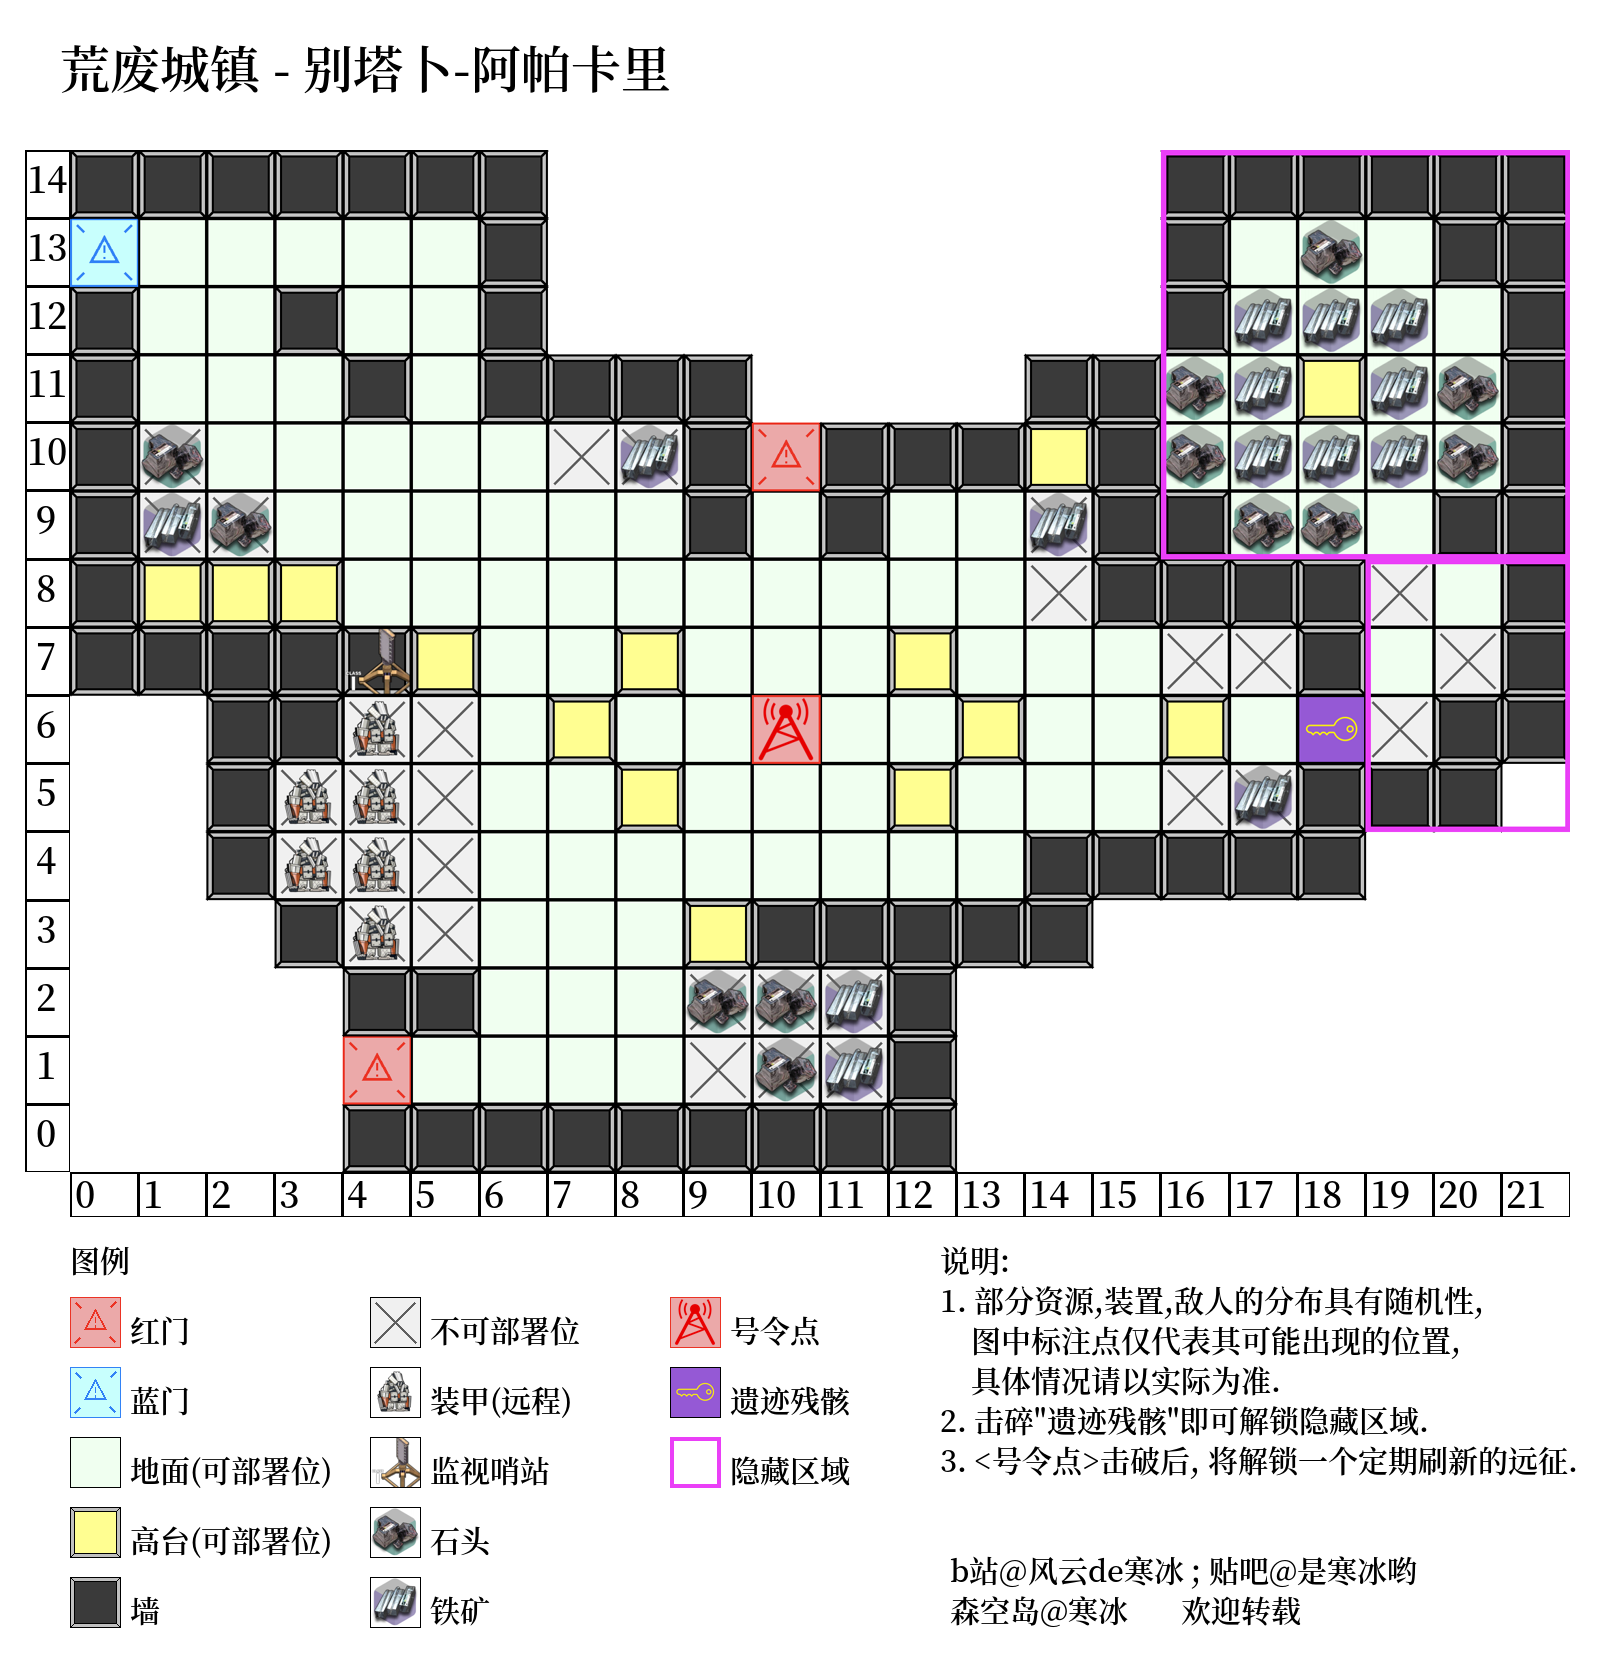 荒废城镇 - 别塔卜-阿帕卡里
14
13
12
11
10
9
8
7
6
5
4
3
2
1
0
0 1 2 3 4 5 6 7 8 9 10 11 12 13 14 15 16 17 18 19 20 21
图例
红门
蓝门
地面(可部署位)
高台(可部署位)
墙
不可部署位
装甲(远程)
监视哨站
石头
铁矿
号令点
遗迹残骸
隐藏区域
说明:
1. 部分资源,装置,敌人的分布具有随机性,
图中标注点仅代表其可能出现的位置,
具体情况请以实际为准.
2. 击碎"遗迹残骸"即可解锁隐藏区域.
3. <号令点>击破后, 将解锁一个定期刷新的远征.
b站@风云de寒冰 ; 贴吧@是寒冰哟
森空岛@寒冰 欢迎转载